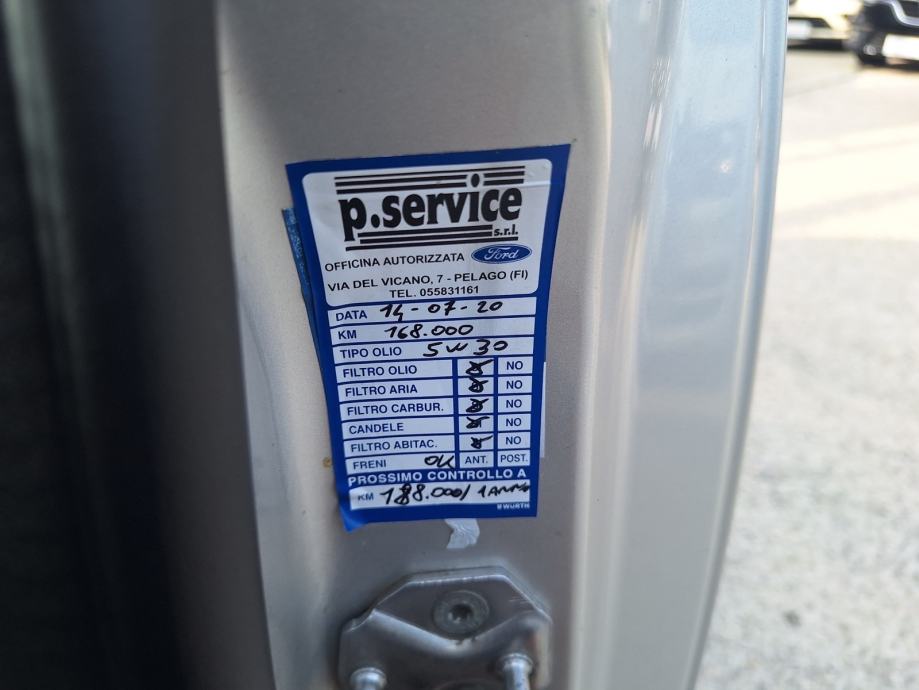 p.service
s.r.l.
OFFICINA AUTORIZZATA Ford
VIA DEL VICANO, 7 - PELAGO (FI)
TEL. 055831161
DATA 14-07-20
KM 168.000
TIPO OLIO 5W30
FILTRO OLIO NO
FILTRO ARIA NO
FILTRO CARBUR. NO
CANDELE NO
FILTRO ABITAC. NO
FRENI OK ANT. POST.
PROSSIMO CONTROLLO A
KM 188.000/ 1 ANNO
WÜRTH